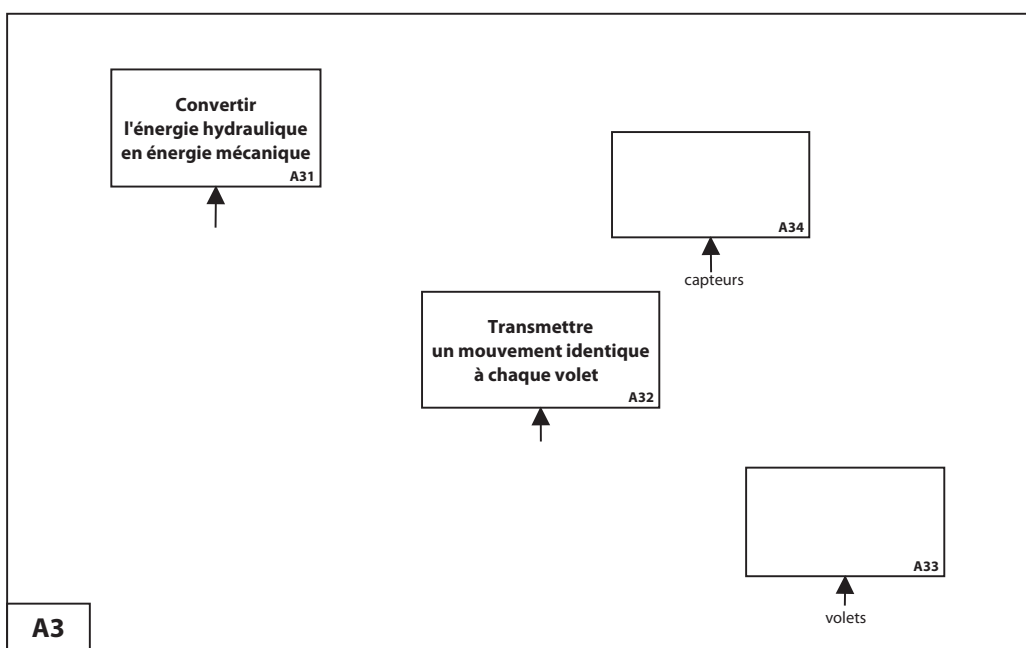 Convertir
l'énergie hydraulique
en énergie mécanique
A31
A34
capteurs
Transmettre
un mouvement identique
à chaque volet
A32
A33
volets
A3